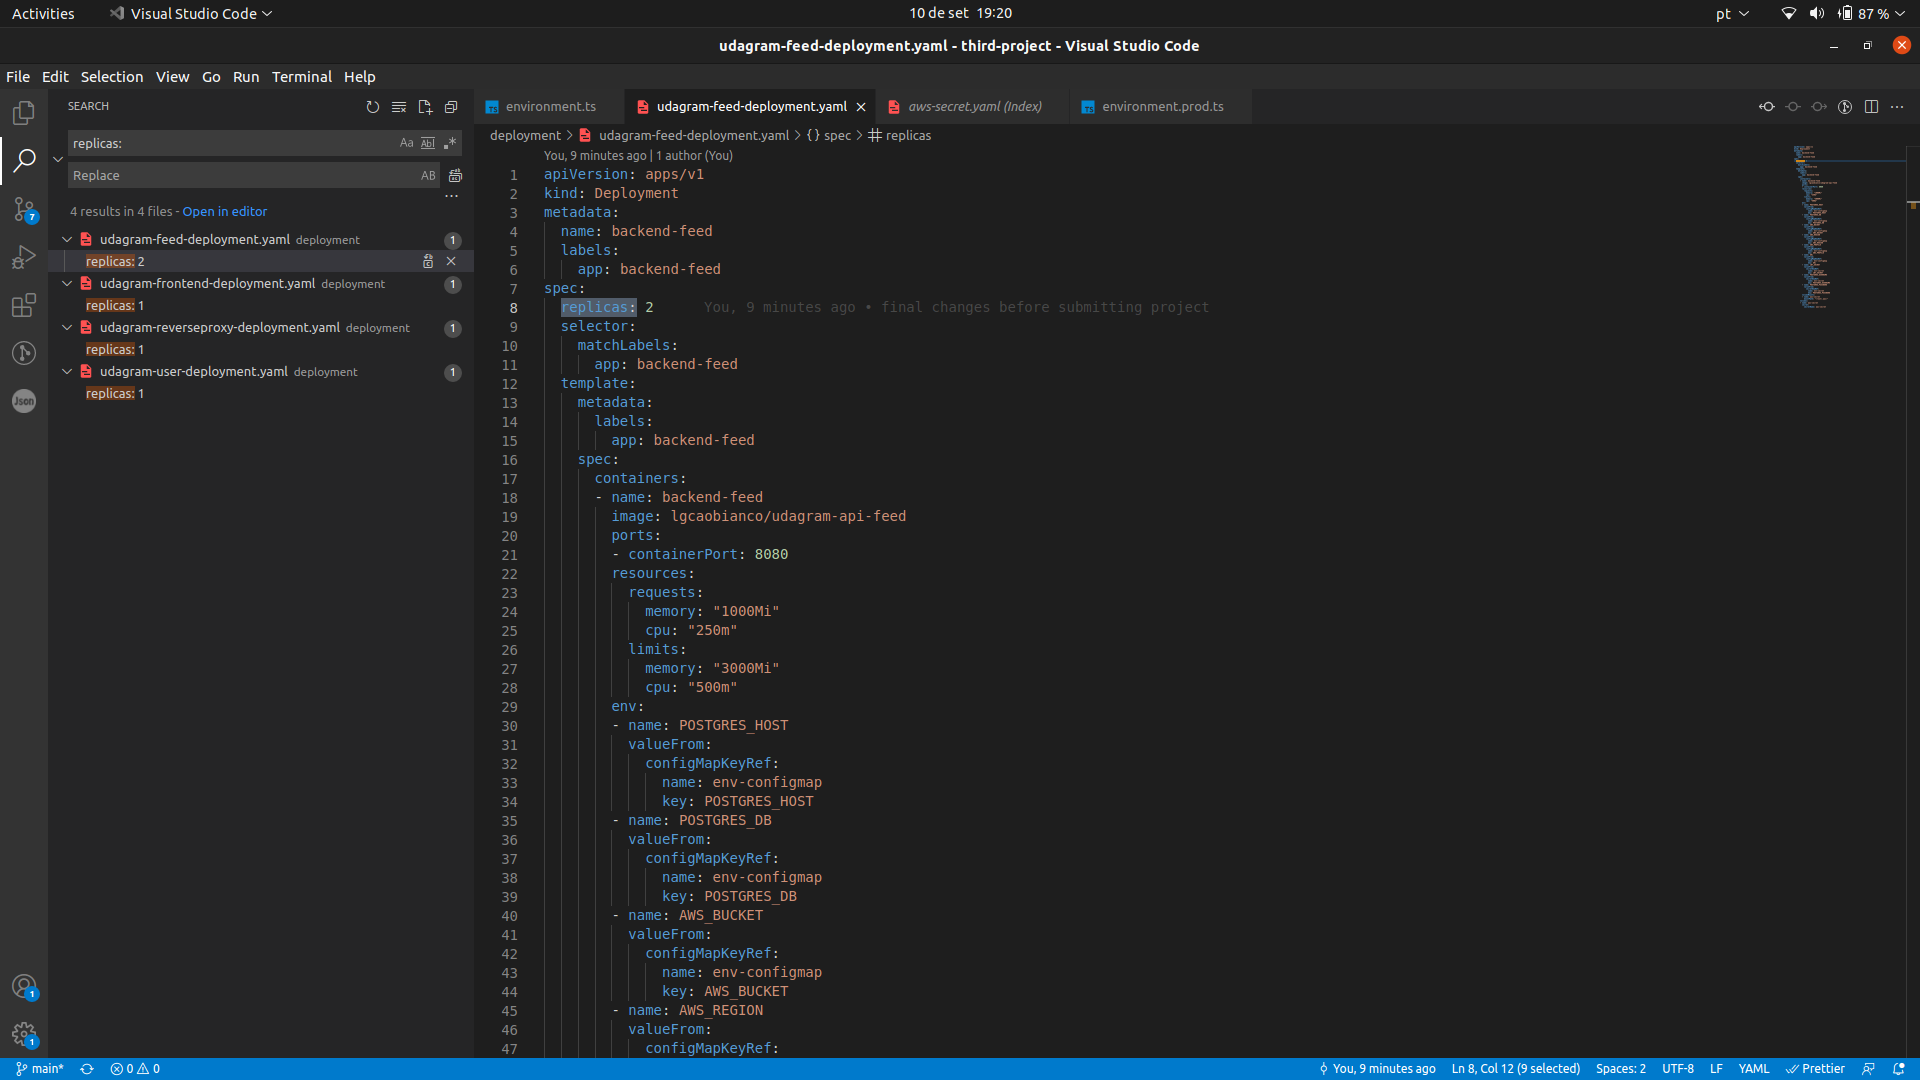 Activities
Visual Studio Code
10 de set 19:20
pt
87 %
udagram-feed-deployment.yaml - third-project - Visual Studio Code
File Edit Selection View Go Run Terminal Help
SEARCH
replicas:
Aa
Replace
AB
4 results in 4 files - Open in editor
udagram-feed-deployment.yaml deployment 1
replicas: 2
udagram-frontend-deployment.yaml deployment 1
replicas: 1
udagram-reverseproxy-deployment.yaml deployment 1
replicas: 1
udagram-user-deployment.yaml deployment 1
replicas: 1
7
Json
1
1
environment.ts
udagram-feed-deployment.yaml
aws-secret.yaml (Index)
environment.prod.ts
deployment > udagram-feed-deployment.yaml > {} spec > replicas
You, 9 minutes ago | 1 author (You)
1 apiVersion: apps/v1
2 kind: Deployment
3 metadata:
4   name: backend-feed
5   labels:
6     app: backend-feed
7 spec:
8   replicas: 2 You, 9 minutes ago • final changes before submitting project
9   selector:
10     matchLabels:
11       app: backend-feed
12   template:
13     metadata:
14       labels:
15         app: backend-feed
16     spec:
17       containers:
18       - name: backend-feed
19         image: lgcaobianco/udagram-api-feed
20         ports:
21         - containerPort: 8080
22         resources:
23           requests:
24             memory: "1000Mi"
25             cpu: "250m"
26           limits:
27             memory: "3000Mi"
28             cpu: "500m"
29         env:
30         - name: POSTGRES_HOST
31           valueFrom:
32             configMapKeyRef:
33               name: env-configmap
34               key: POSTGRES_HOST
35         - name: POSTGRES_DB
36           valueFrom:
37             configMapKeyRef:
38               name: env-configmap
39               key: POSTGRES_DB
40         - name: AWS_BUCKET
41           valueFrom:
42             configMapKeyRef:
43               name: env-configmap
44               key: AWS_BUCKET
45         - name: AWS_REGION
46           valueFrom:
47             configMapKeyRef:
main* 0 0 You, 9 minutes ago Ln 8, Col 12 (9 selected) Spaces: 2 UTF-8 LF YAML Prettier